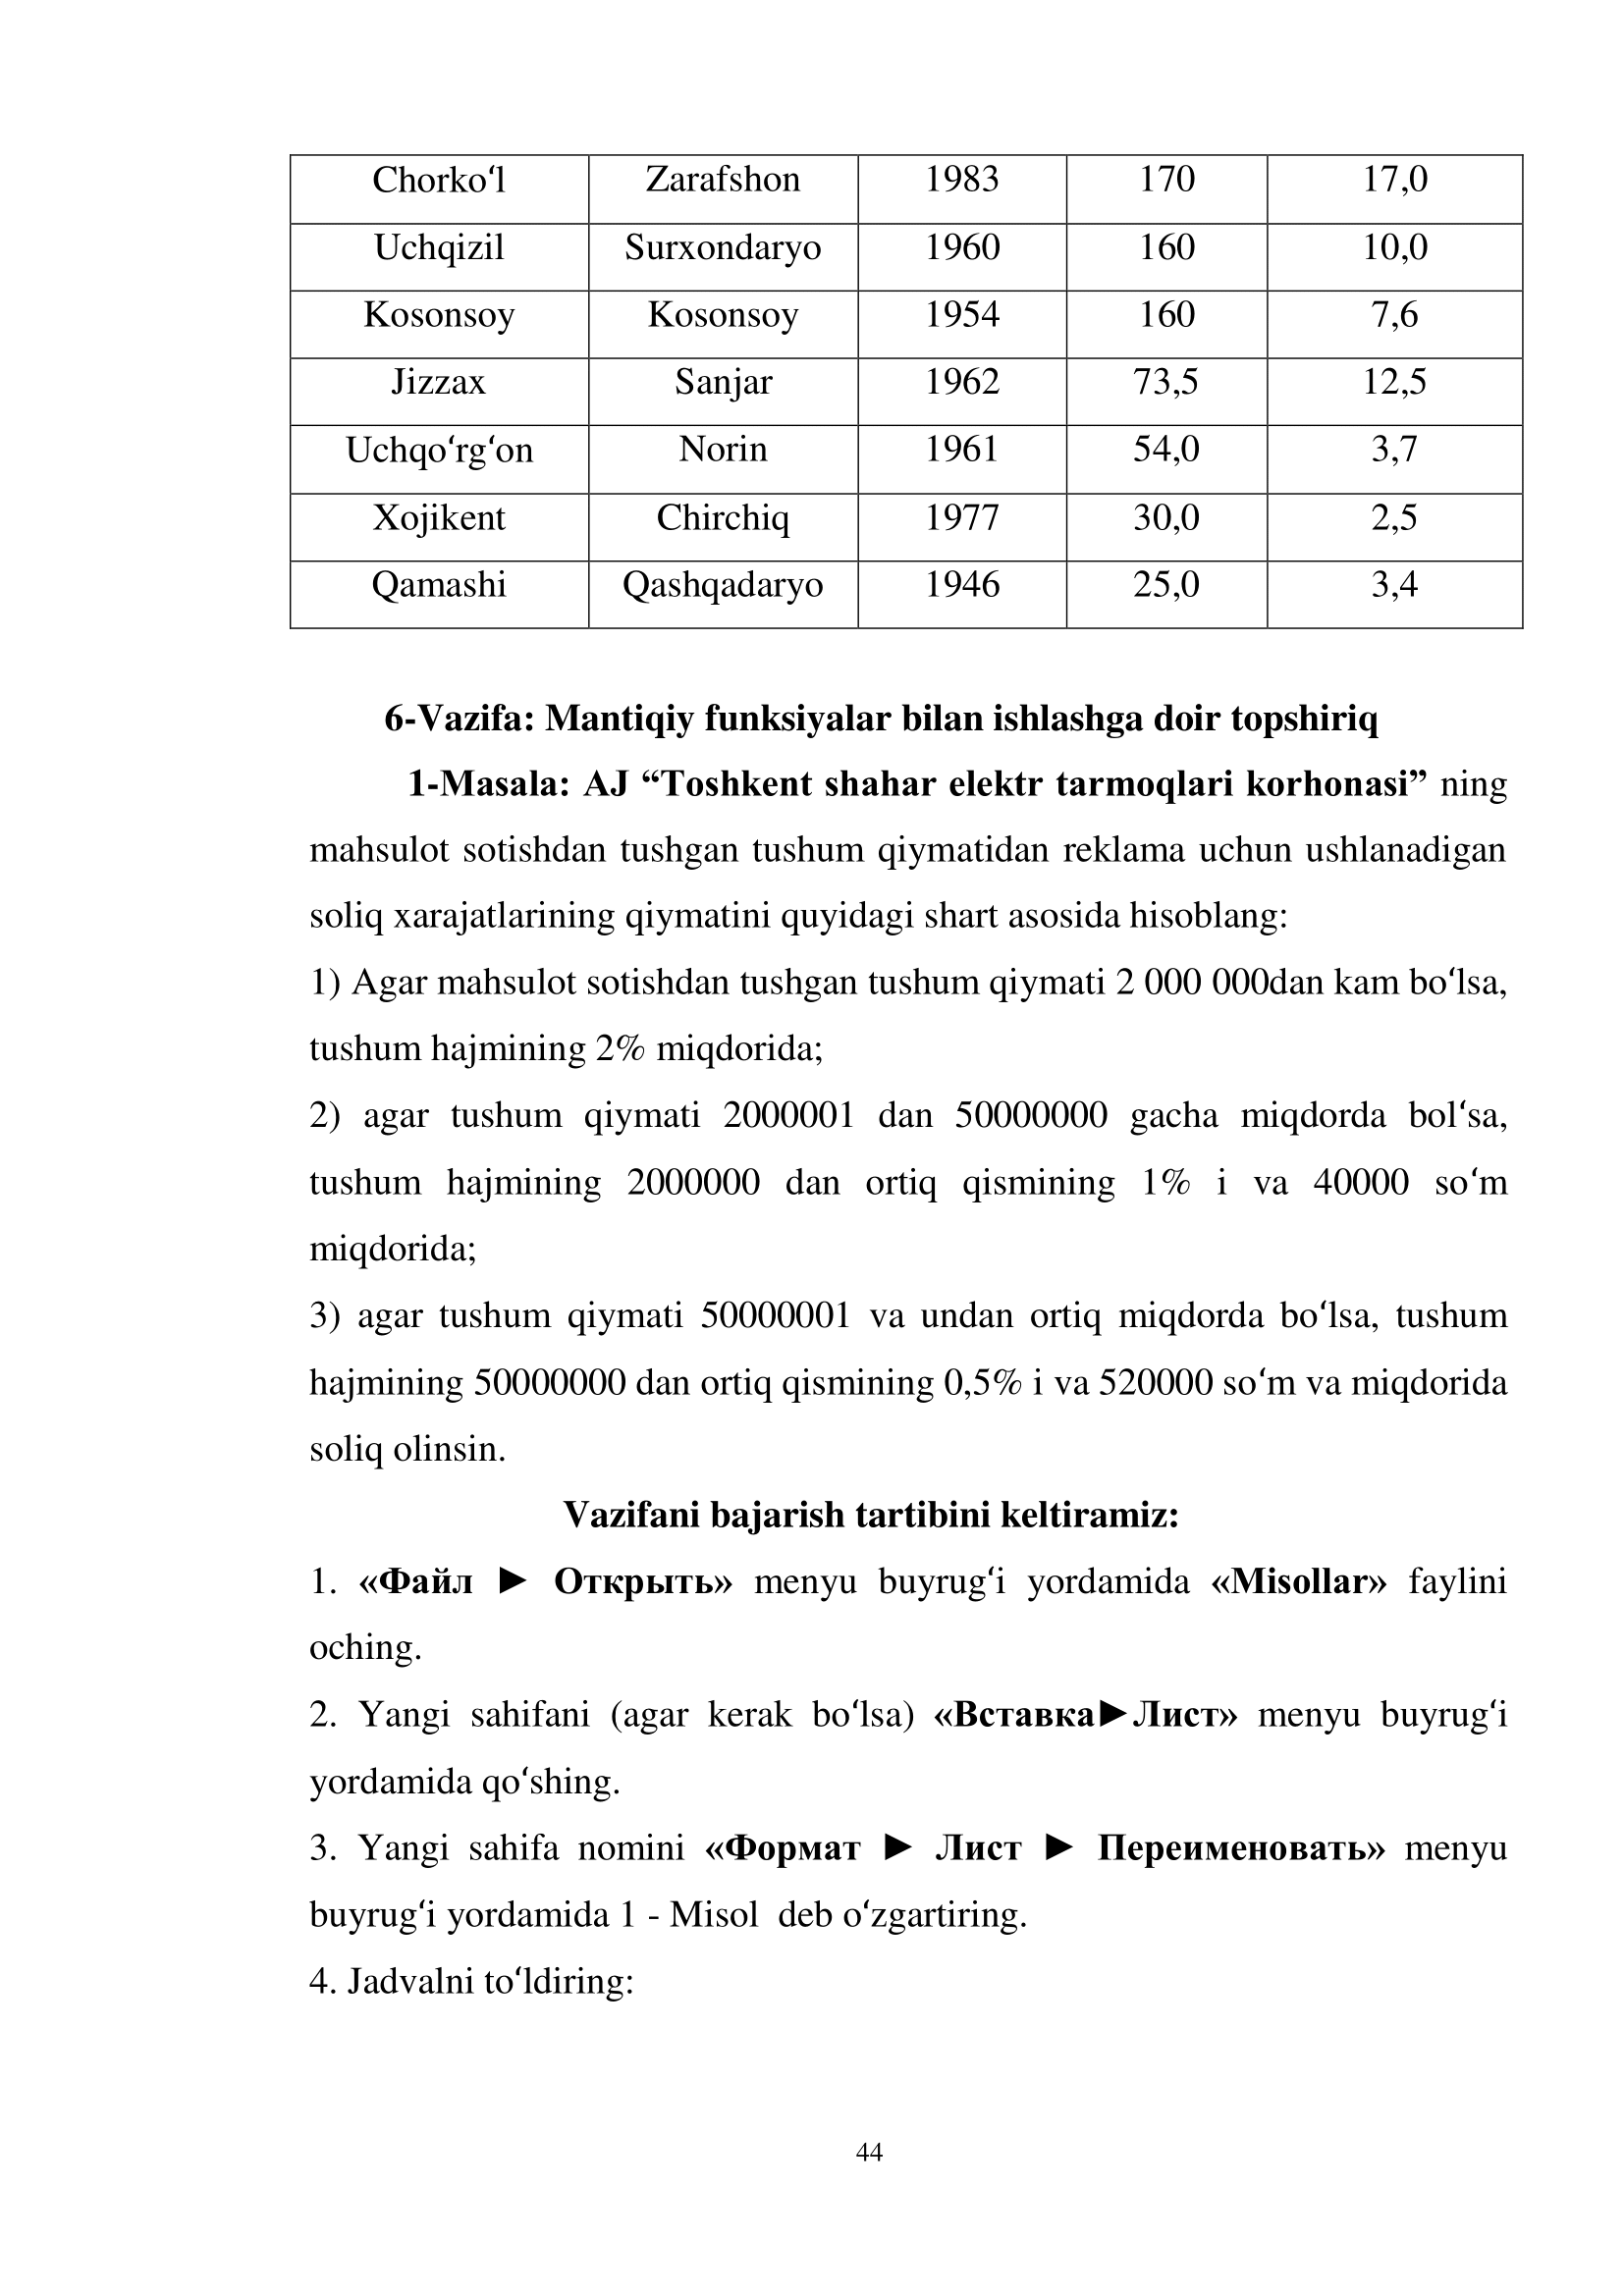 Chorko‘l Zarafshon 1983 170 17,0
Uchqizil Surxondaryo 1960 160 10,0
Kosonsoy Kosonsoy 1954 160 7,6
Jizzax Sanjar 1962 73,5 12,5
Uchqo‘rg‘on Norin 1961 54,0 3,7
Xojikent Chirchiq 1977 30,0 2,5
Qamashi Qashqadaryo 1946 25,0 3,4
6-Vazifa: Mantiqiy funksiyalar bilan ishlashga doir topshiriq
1-Masala: AJ “Toshkent shahar elektr tarmoqlari korhonasi” ning
mahsulot sotishdan tushgan tushum qiymatidan reklama uchun ushlanadigan
soliq xarajatlarining qiymatini quyidagi shart asosida hisoblang:
1) Agar mahsulot sotishdan tushgan tushum qiymati 2 000 000dan kam bo‘lsa,
tushum hajmining 2% miqdorida;
2) agar tushum qiymati 2000001 dan 50000000 gacha miqdorda bol‘sa,
tushum hajmining 2000000 dan ortiq qismining 1% i va 40000 so‘m
miqdorida;
3) agar tushum qiymati 50000001 va undan ortiq miqdorda bo‘lsa, tushum
hajmining 50000000 dan ortiq qismining 0,5% i va 520000 so‘m va miqdorida
soliq olinsin.
Vazifani bajarish tartibini keltiramiz:
1. «Файл ► Открыть» menyu buyrug‘i yordamida «Misollar» faylini
oching.
2. Yangi sahifani (agar kerak bo‘lsa) «Вставка►Лист» menyu buyrug‘i
yordamida qo‘shing.
3. Yangi sahifa nomini «Формат ► Лист ► Переименовать» menyu
buyrug‘i yordamida 1 - Misol deb o‘zgartiring.
4. Jadvalni to‘ldiring:
44